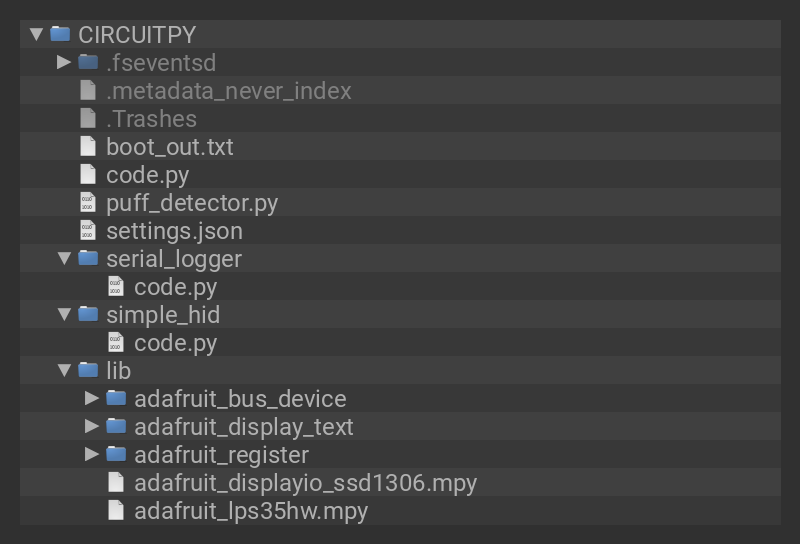 CIRCUITPY
.fseventsd
.metadata_never_index
.Trashes
boot_out.txt
code.py
puff_detector.py
settings.json
serial_logger
code.py
simple_hid
code.py
lib
adafruit_bus_device
adafruit_display_text
adafruit_register
adafruit_displayio_ssd1306.mpy
adafruit_lps35hw.mpy